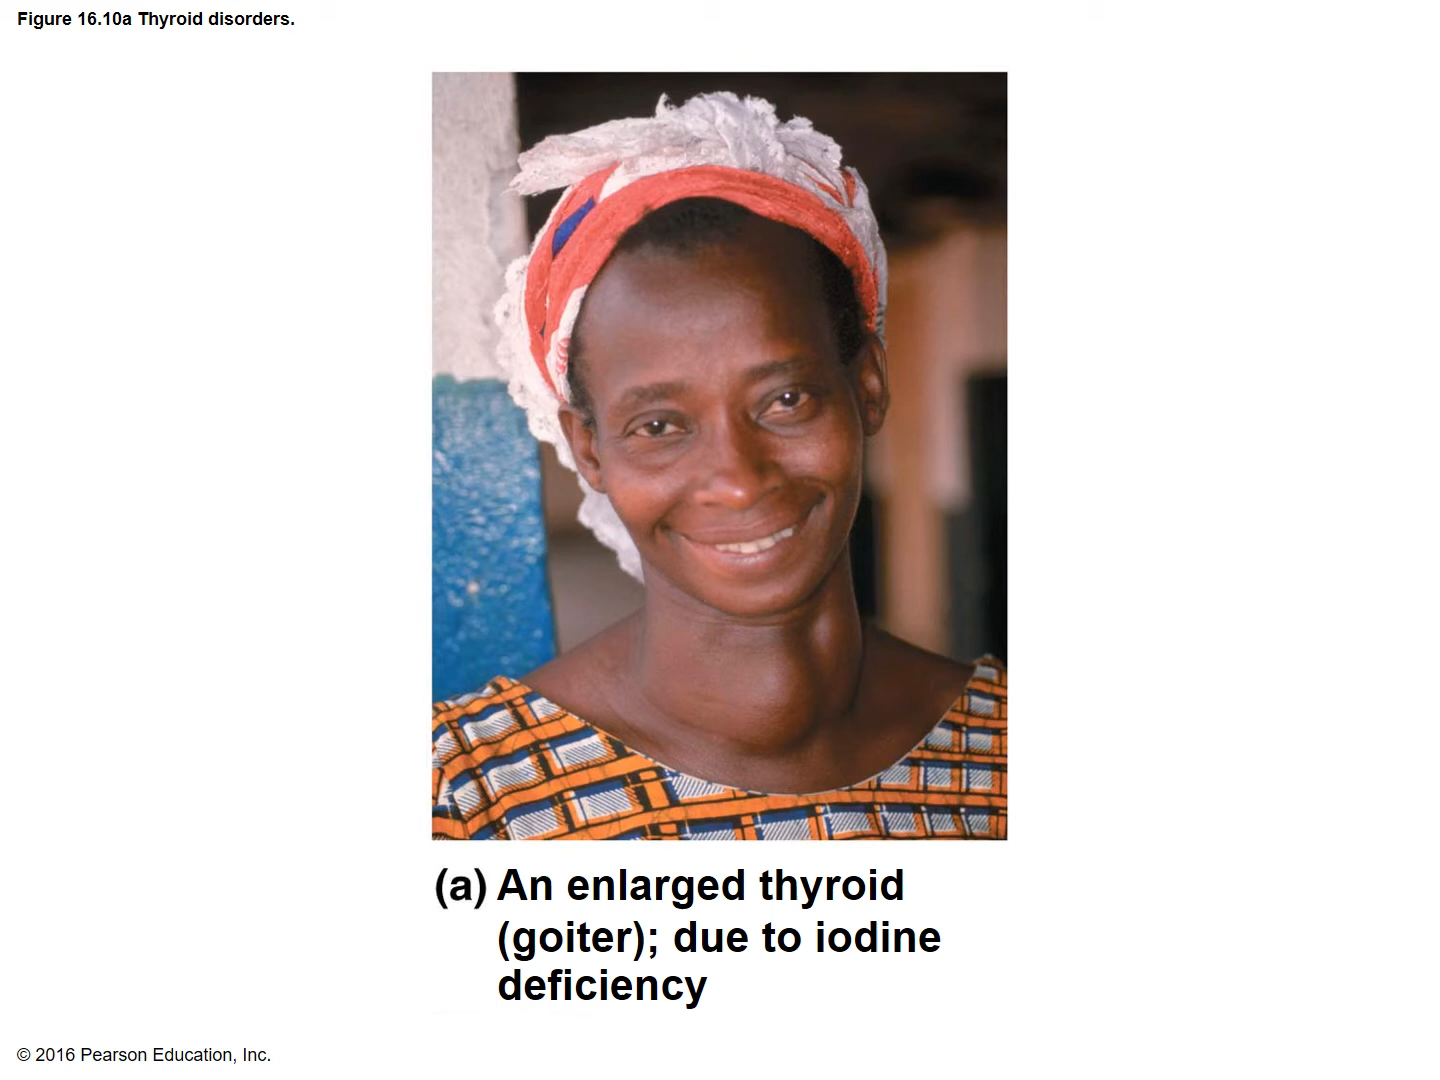 Figure 16.10a Thyroid disorders.
(a) An enlarged thyroid
(goiter); due to iodine
deficiency
© 2016 Pearson Education, Inc.